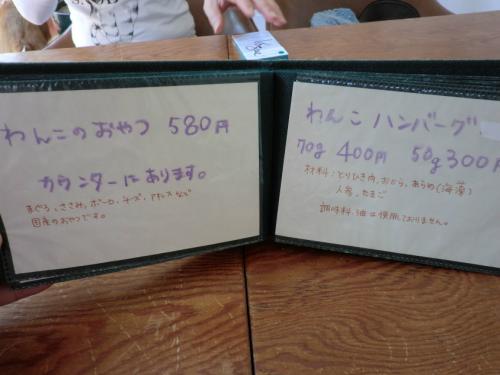 わんこのおやつ 580円
カウンターにあります。
まぐろ、ささみ、ポーク、チーズ、アキレスなど
国産のおやつです。
わんこ ハンバーグ
70g 400円 50g 300円
材料:とりひき肉、おから、あらめ(海藻)
人参、たまご
調味料、油は使用しておりません。